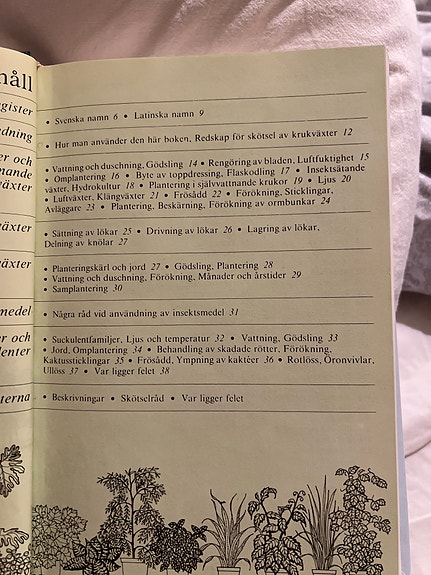 håll
gister
• Svenska namn 6 • Latinska namn 9
dning
• Hur man använder den här boken, Redskap för skötsel av krukväxter 12
er och
nande
växter
• Vattning och duschning, Gödsling 14 • Rengöring av bladen, Luftfuktighet 15
• Omplantering 16 • Byte av toppdressing, Flaskodling 17 • Insektsätande
växter, Hydrokultur 18 • Plantering i självvattnande krukor 19 • Ljus 20
• Luftväxter, Klängväxter 21 • Frösådd 22 • Förökning, Sticklingar,
Avläggare 23 • Plantering, Beskärning, Förökning av ormbunkar 24
växter
• Sättning av lökar 25 • Drivning av lökar 26 • Lagring av lökar,
Delning av knölar 27
växter
• Planteringskärl och jord 27 • Gödsling, Plantering 28
• Vattning och duschning, Förökning, Månader och årstider 29
• Samplantering 30
medel
• Några råd vid användning av insektsmedel 31
er och
lenter
• Suckulentfamiljer, Ljus och temperatur 32 • Vattning, Gödsling 33
• Jord, Omplantering 34 • Behandling av skadade rötter, Förökning,
Kaktussticklingar 35 • Frösådd, Ympning av kaktéer 36 • Rotlöss, Öronvivlar,
Ullöss 37 • Var ligger felet 38
terna
• Beskrivningar • Skötselråd • Var ligger felet